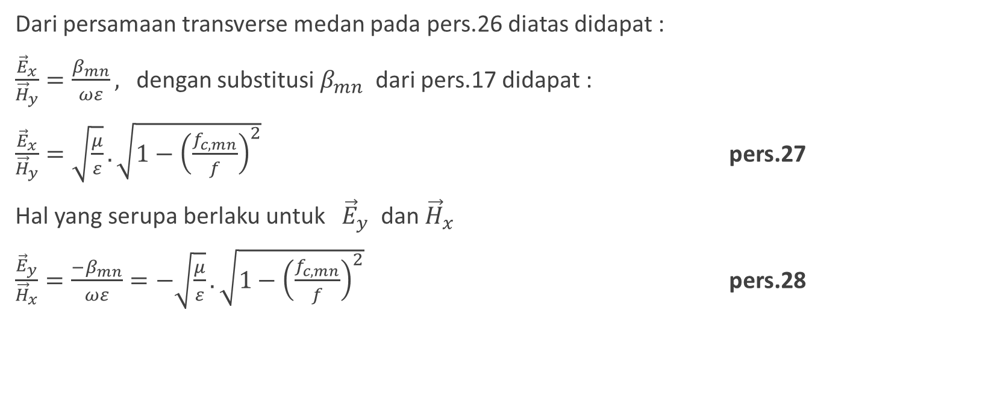 Dari persamaan transverse medan pada pers.26 diatas didapat :
$\frac{\vec{E}_x}{\vec{H}_y} = \frac{\beta_{mn}}{\omega\varepsilon}$, dengan substitusi $\beta_{mn}$ dari pers.17 didapat :
$\frac{\vec{E}_x}{\vec{H}_y} = \sqrt{\frac{\mu}{\varepsilon}} . \sqrt{1 - \left(\frac{f_{c,mn}}{f}\right)^2}$ pers.27
Hal yang serupa berlaku untuk $\vec{E}_y$ dan $\vec{H}_x$
$\frac{\vec{E}_y}{\vec{H}_x} = \frac{-\beta_{mn}}{\omega\varepsilon} = -\sqrt{\frac{\mu}{\varepsilon}} . \sqrt{1 - \left(\frac{f_{c,mn}}{f}\right)^2}$ pers.28